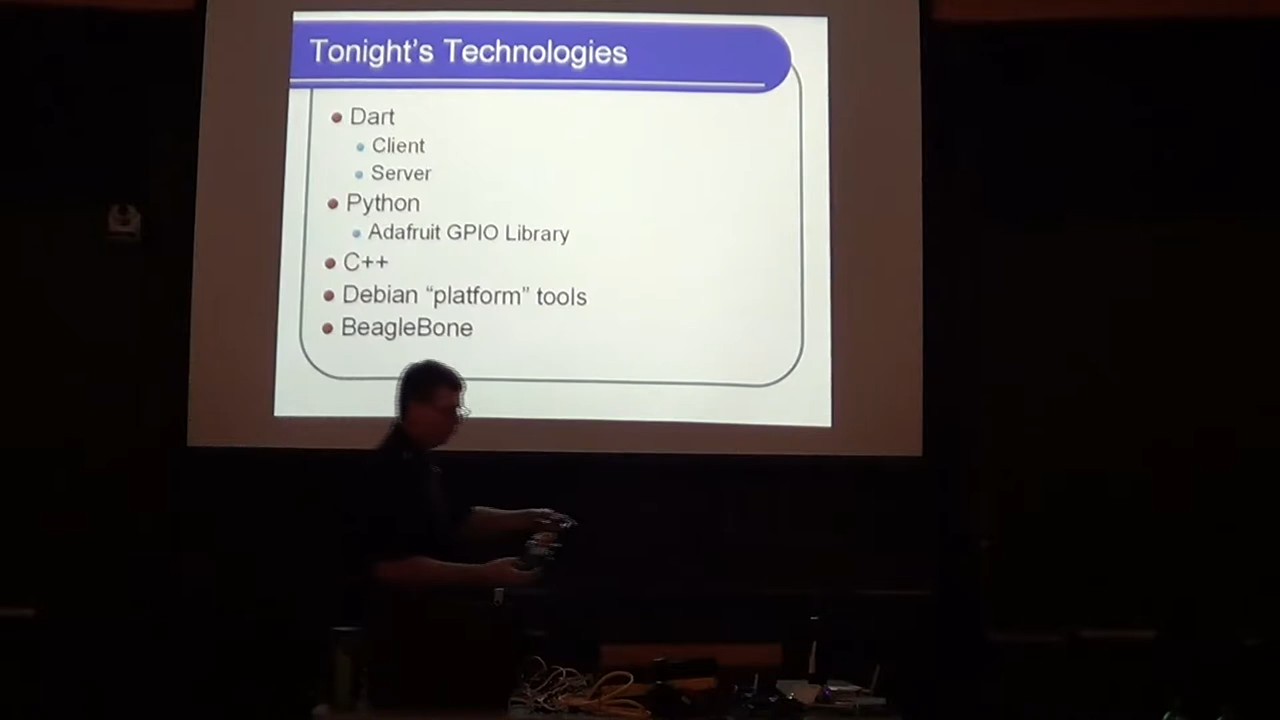 Tonight's Technologies
Dart
Client
Server
Python
Adafruit GPIO Library
C++
Debian “platform” tools
BeagleBone